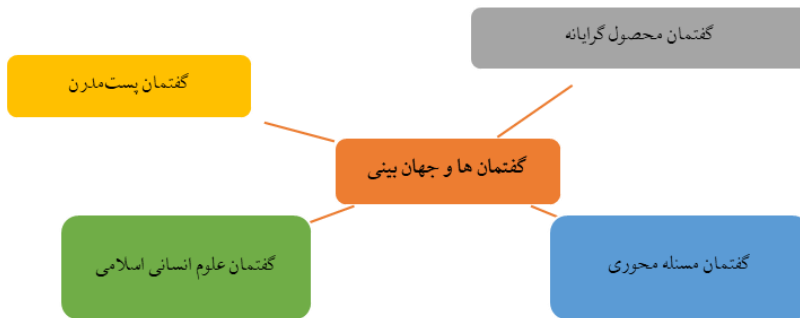 گفتمان محصول گرایانه
گفتمان پست‌مدرن
گفتمان ها و جهان بینی
گفتمان مسئله محوری
گفتمان علوم انسانی اسلامی